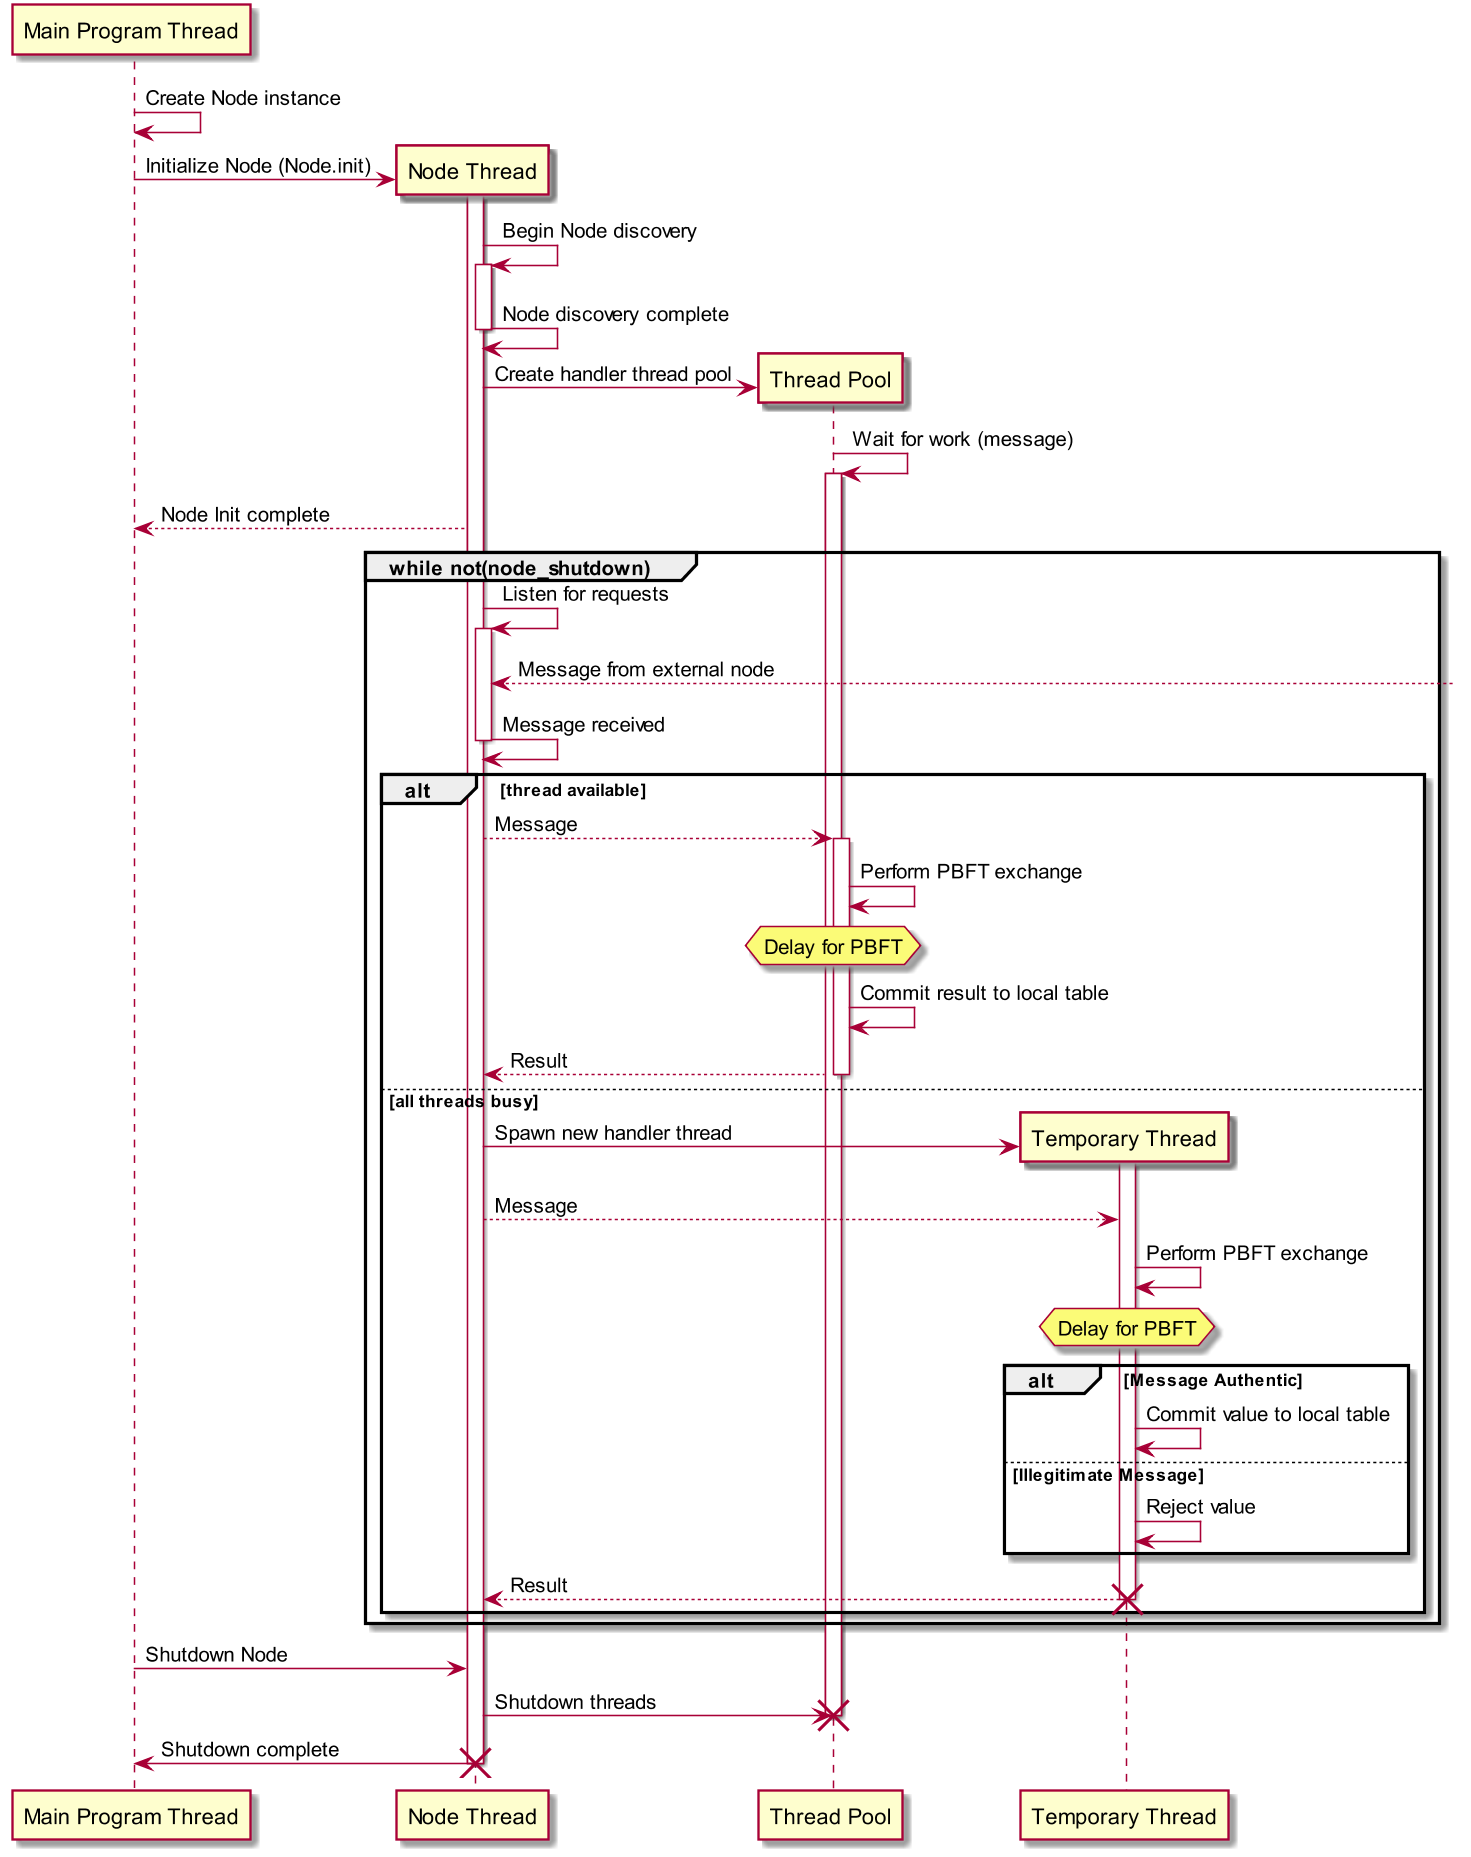 Main Program Thread
Create Node instance
Initialize Node (Node.init)
Node Thread
Begin Node discovery
Node discovery complete
Create handler thread pool
Thread Pool
Wait for work (message)
Node Init complete
while not(node_shutdown)
Listen for requests
Message from external node
Message received
alt [thread available]
Message
Perform PBFT exchange
Delay for PBFT
Commit result to local table
Result
[all threads busy]
Spawn new handler thread
Temporary Thread
Message
Perform PBFT exchange
Delay for PBFT
alt [Message Authentic]
Commit value to local table
[Illegitimate Message]
Reject value
Result
Shutdown Node
Shutdown threads
Shutdown complete
Main Program Thread Node Thread Thread Pool Temporary Thread